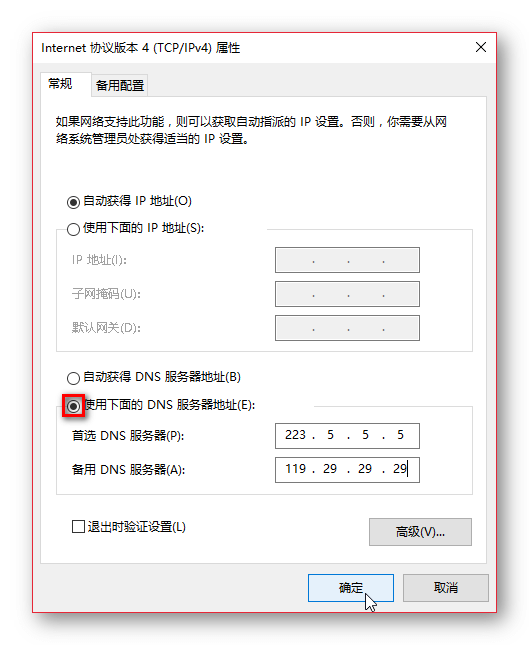 Internet 协议版本 4 (TCP/IPv4) 属性
常规
备用配置
如果网络支持此功能，则可以获取自动指派的 IP 设置。否则，你需要从网
络系统管理员处获得适当的 IP 设置。
自动获得 IP 地址(O)
使用下面的 IP 地址(S):
IP 地址(I):
子网掩码(U):
默认网关(D):
自动获得 DNS 服务器地址(B)
使用下面的 DNS 服务器地址(E):
首选 DNS 服务器(P):
223 . 5 . 5 . 5
备用 DNS 服务器(A):
119 . 29 . 29 . 29
退出时验证设置(L)
高级(V)...
确定
取消